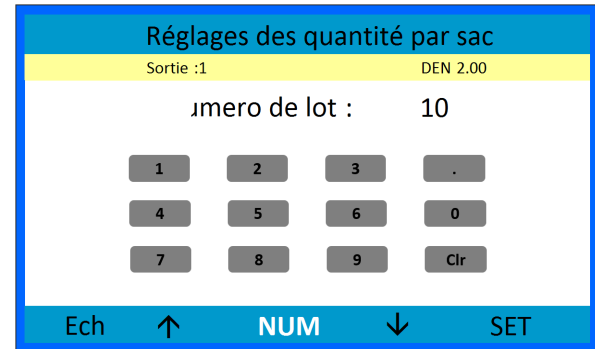 Réglages des quantité par sac
Sortie :1 DEN 2.00
umero de lot : 10
1 2 3 .
4 5 6 0
7 8 9 Clr
Ech ↑ NUM ↓ SET